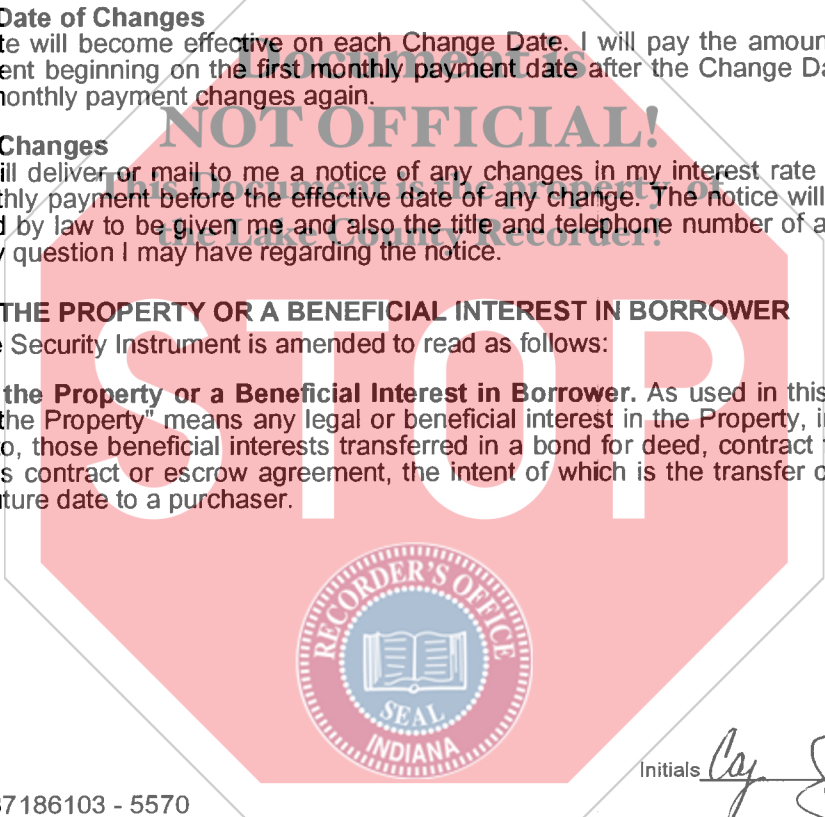 Date of Changes
te will become effective on each Change Date. I will pay the amoun
ent beginning on the first monthly payment date after the Change Da
onthly payment changes again.
Changes
ill deliver or mail to me a notice of any changes in my interest rate
thly payment before the effective date of any change. The notice will
d by law to be given me and also the title and telephone number of a
y question I may have regarding the notice.
THE PROPERTY OR A BENEFICIAL INTEREST IN BORROWER
e Security Instrument is amended to read as follows:
the Property or a Beneficial Interest in Borrower. As used in this
the Property" means any legal or beneficial interest in the Property, i
to, those beneficial interests transferred in a bond for deed, contract
s contract or escrow agreement, the intent of which is the transfer o
uture date to a purchaser.
Document is
NOT OFFICIAL!
This Document is the property of
the Lake County Recorder!
STOP
RECORDER'S OFFICE
SEAL
INDIANA
Initials
37186103 - 5570